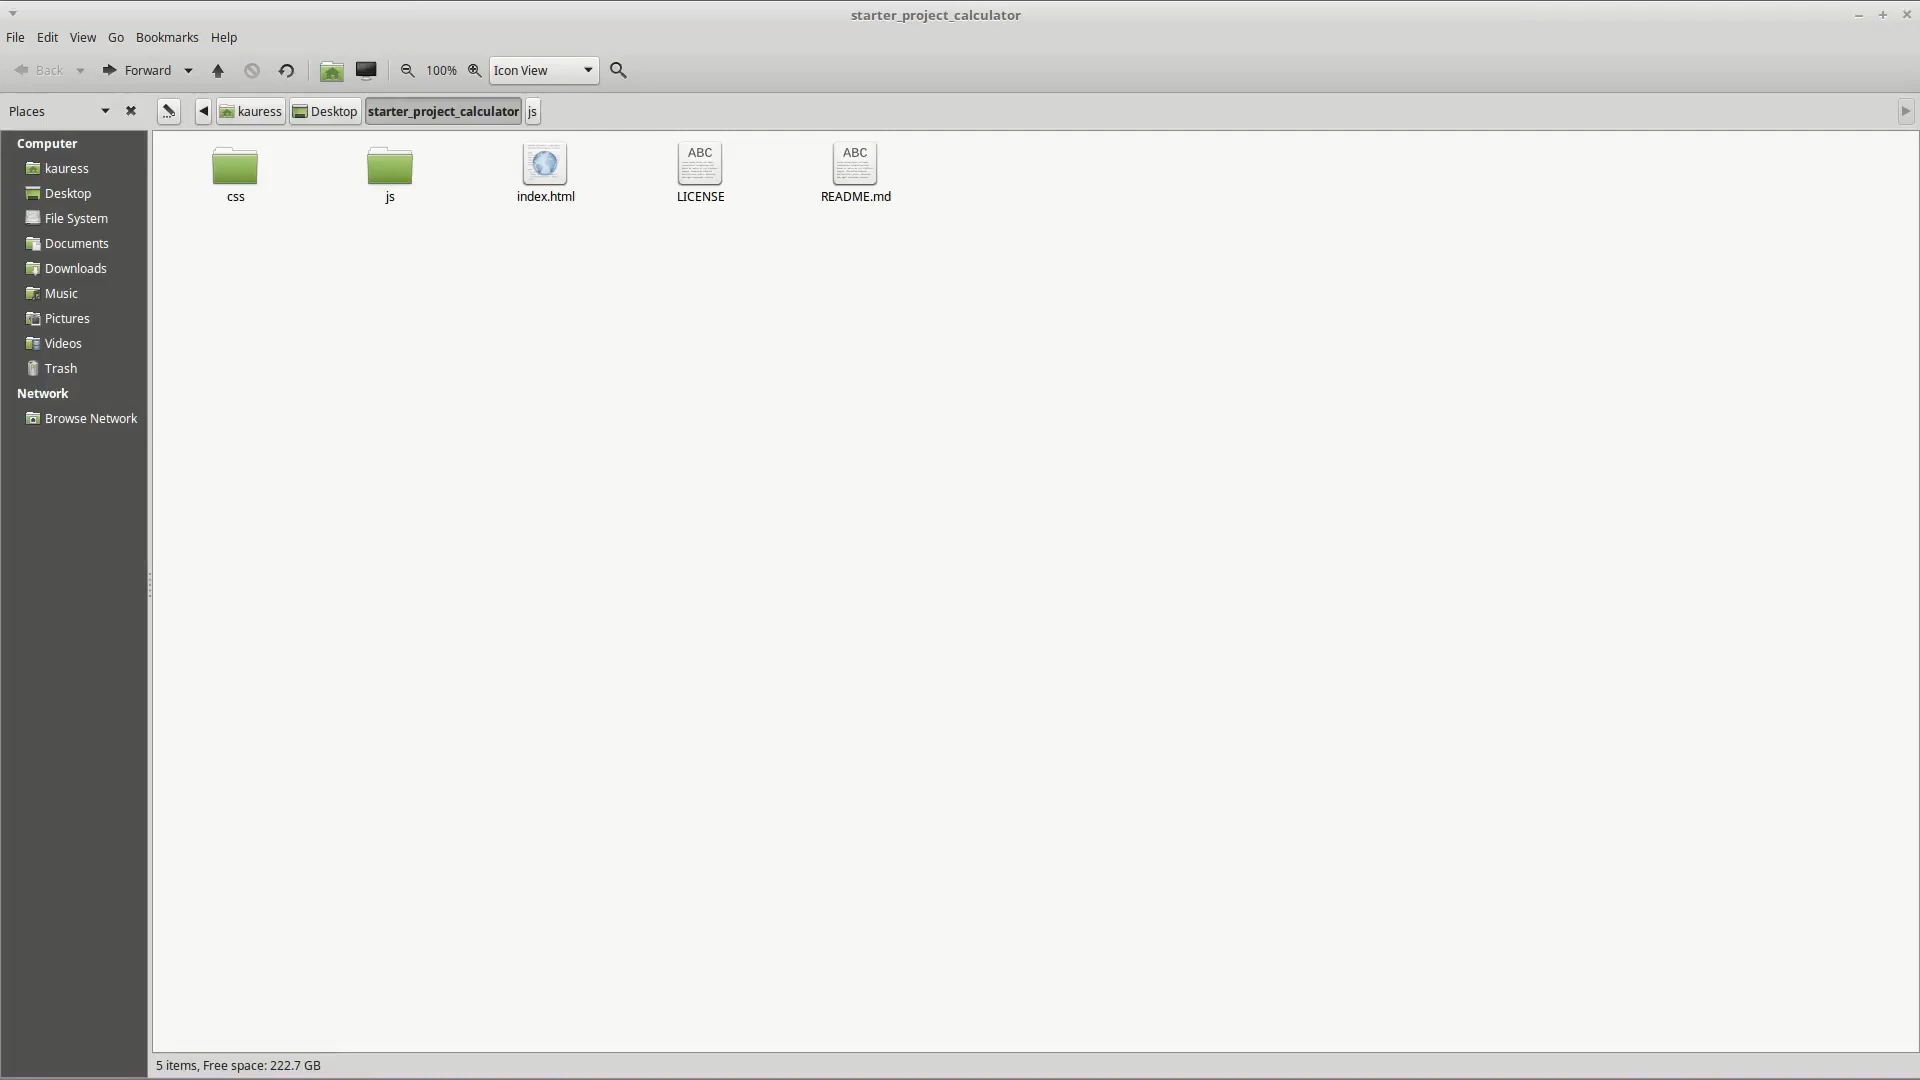 starter_project_calculator
File Edit View Go Bookmarks Help
Back Forward 100% Icon View
Places kauress Desktop starter_project_calculator js
Computer
kauress
Desktop
File System
Documents
Downloads
Music
Pictures
Videos
Trash
Network
Browse Network
ABC ABC
css js index.html LICENSE README.md
5 items, Free space: 222.7 GB